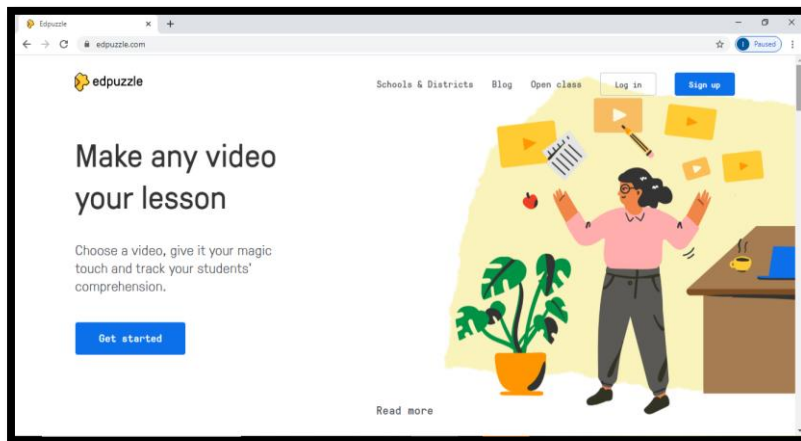 Edpuzzle
edpuzzle.com
Paused
edpuzzle
Schools & Districts Blog Open class Log in Sign up
Make any video
your lesson
Choose a video, give it your magic
touch and track your students'
comprehension.
Get started
Read more